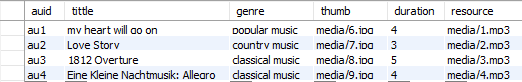 auid tittle genre thumb duration resource
au1 my heart will go on popular music media/6.jpg 4 media/1.mp3
au2 Love Story country music media/7.jpg 3 media/2.mp3
au3 1812 Overture classical music media/8.jpg 5 media/3.mp3
au4 Eine Kleine Nachtmusik: Allegro classical music media/9.jpg 4 media/4.mp3